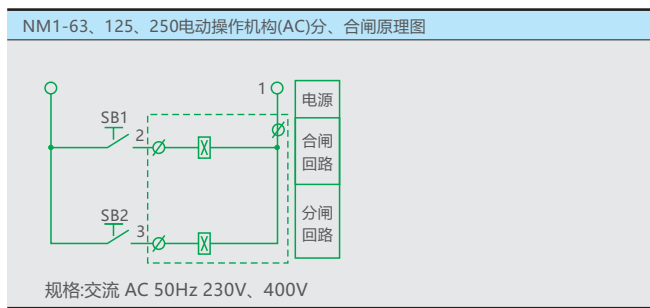 NM1-63、125、250电动操作机构(AC)分、合闸原理图
1
电源
SB1
2
合闸
回路
SB2
3
分闸
回路
规格:交流 AC 50Hz 230V、400V